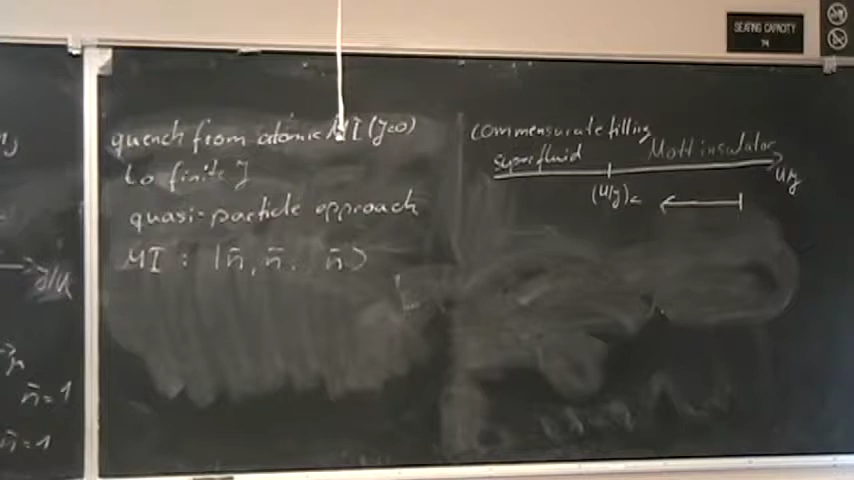 SEATING CAPACITY
74
quench from atomic MI (J=0)
to finite J
quasi-particle approach
MI : |n̄, n̄ .. n̄ >
commensurate filling
superfluid Mott insulator
U/J
(U/J)c
J/U
n̄ = 1
n̄ = 1